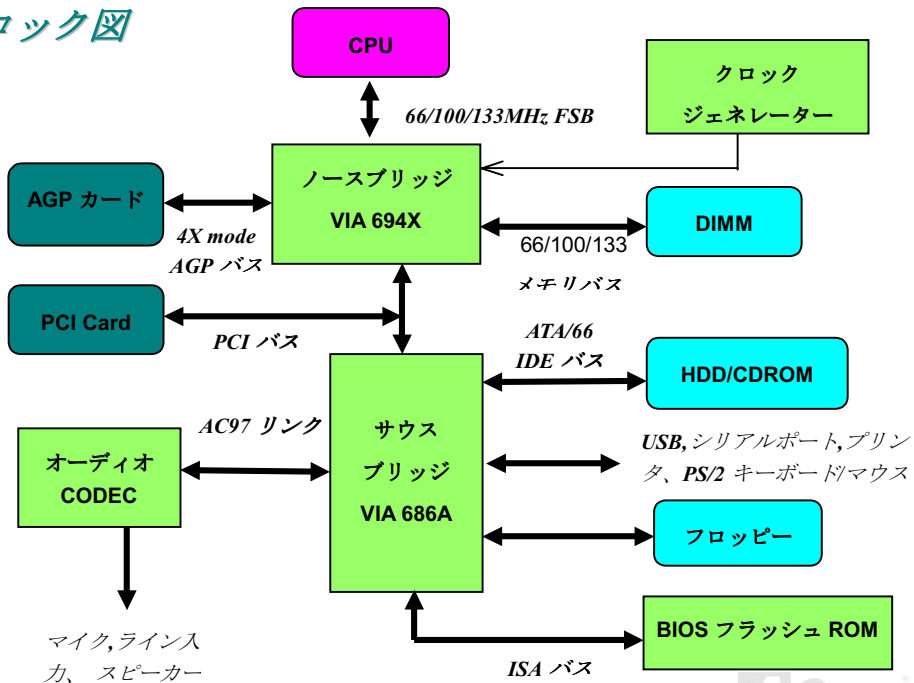 ロック図
CPU
クロック
ジェネレーター
66/100/133MHz FSB
ノースブリッジ
VIA 694X
AGP カード
4X mode
AGP バス
DIMM
66/100/133
メモリバス
PCI Card
PCI バス
ATA/66
IDE バス
HDD/CDROM
AC97 リンク
サウス
ブリッジ
VIA 686A
オーディオ
CODEC
USB,シリアルポート,プリン
タ、PS/2 キーボード/マウス
フロッピー
マイク,ライン入
力、 スピーカー
BIOS フラッシュ ROM
ISA バス